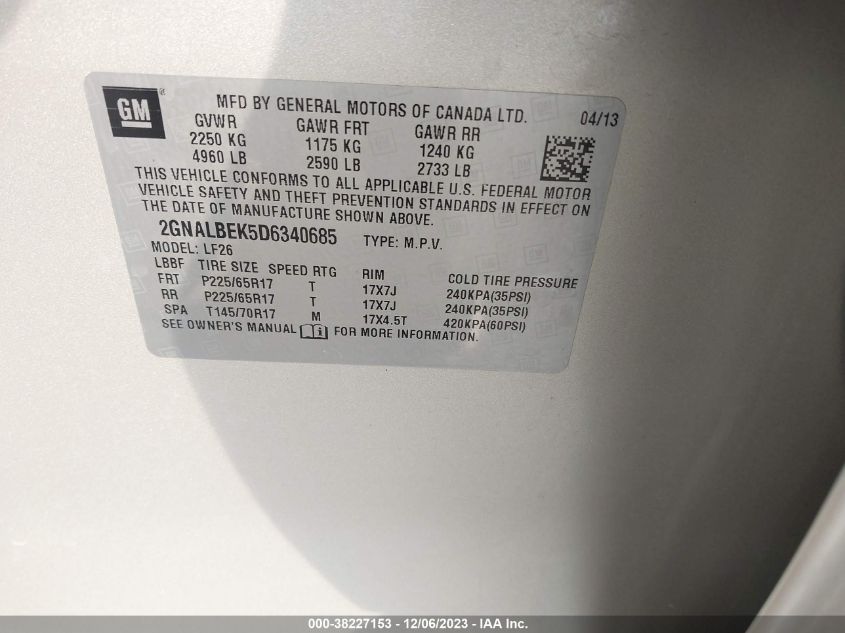 GM ®
MFD BY GENERAL MOTORS OF CANADA LTD. 04/13
GVWR GAWR FRT GAWR RR
2250 KG 1175 KG 1240 KG
4960 LB 2590 LB 2733 LB
THIS VEHICLE CONFORMS TO ALL APPLICABLE U.S. FEDERAL MOTOR
VEHICLE SAFETY AND THEFT PREVENTION STANDARDS IN EFFECT ON
THE DATE OF MANUFACTURE SHOWN ABOVE.
2GNALBEK5D6340685 TYPE: M.P.V.
MODEL: LF26
LBBF TIRE SIZE SPEED RTG RIM COLD TIRE PRESSURE
FRT P225/65R17 T 17X7J 240KPA(35PSI)
RR P225/65R17 T 17X7J 240KPA(35PSI)
SPA T145/70R17 M 17X4.5T 420KPA(60PSI)
SEE OWNER'S MANUAL FOR MORE INFORMATION.
000-38227153 - 12/06/2023 - IAA Inc.